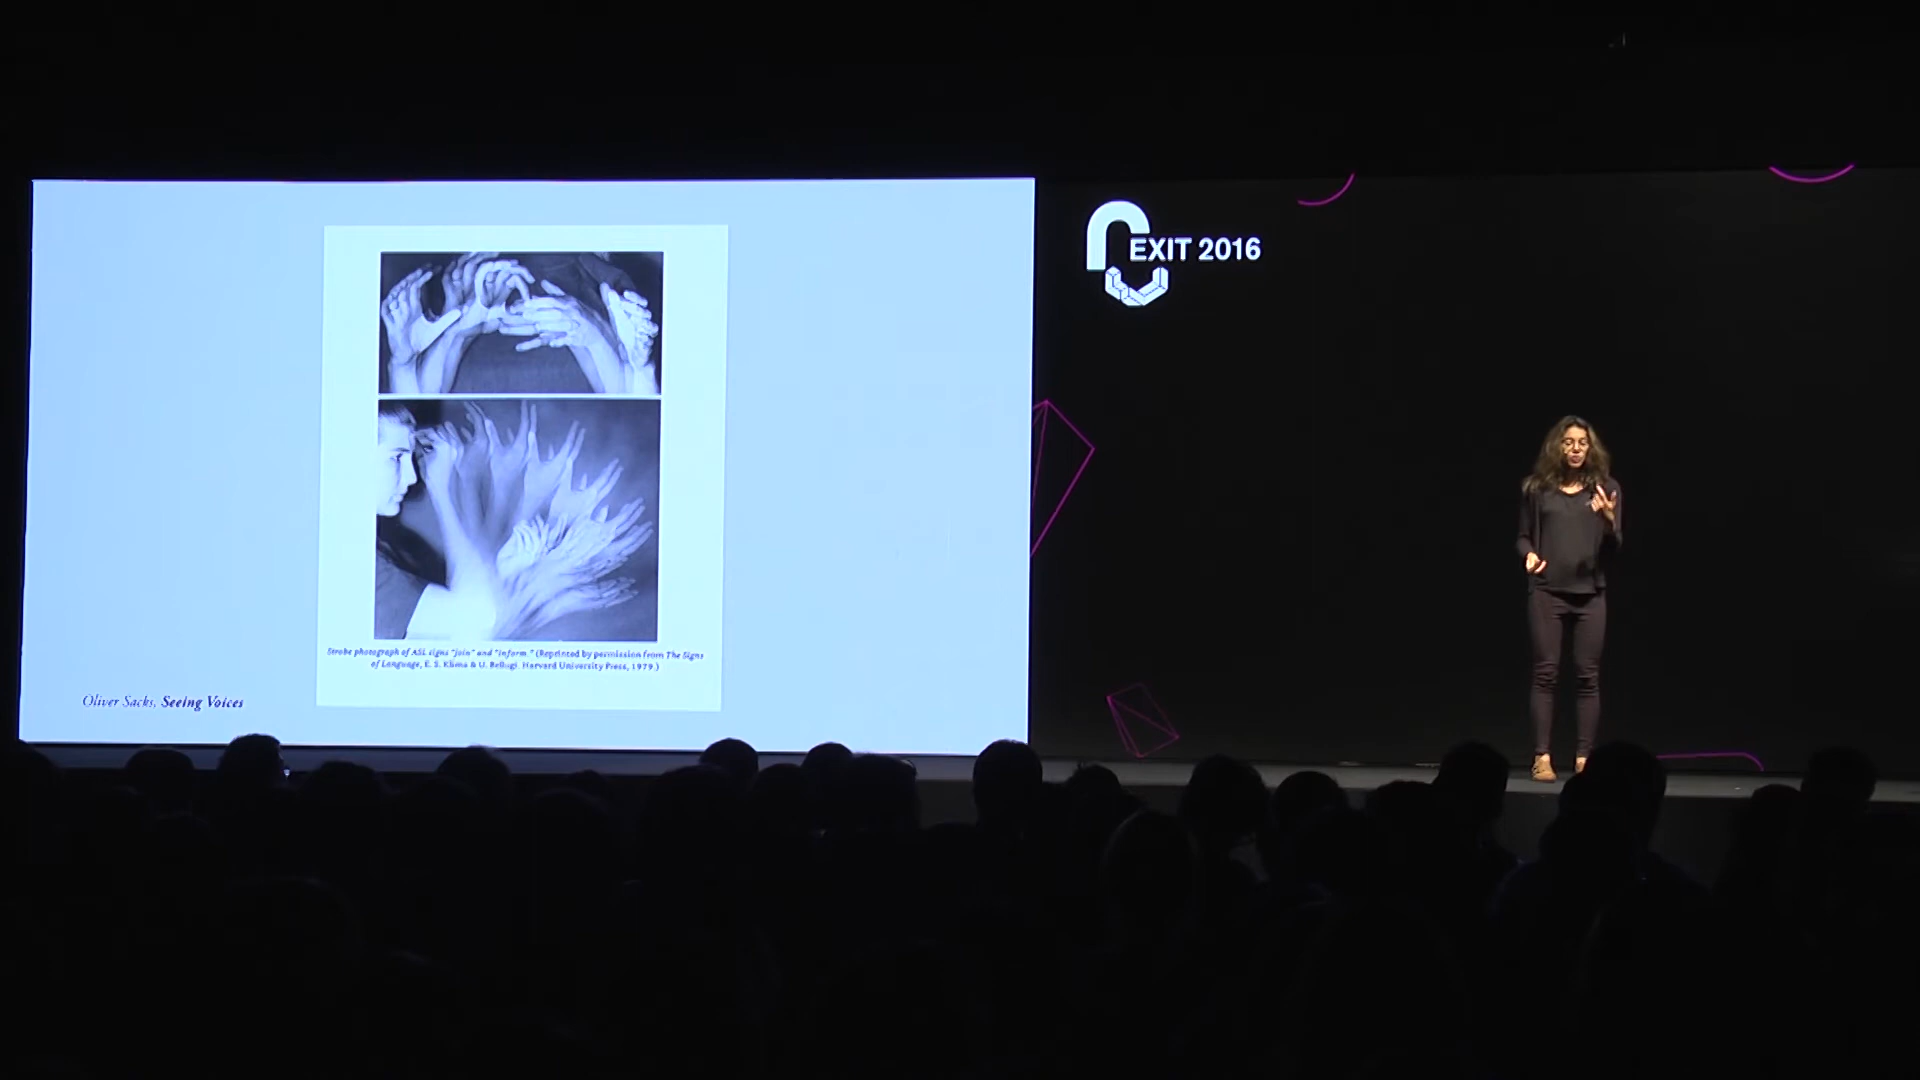 EXIT 2016
Strobe photograph of ASL signs "join" and "inform." (Reprinted by permission from The Signs
of Language, E. S. Klima & U. Bellugi. Harvard University Press, 1979.)
Oliver Sacks, Seeing Voices